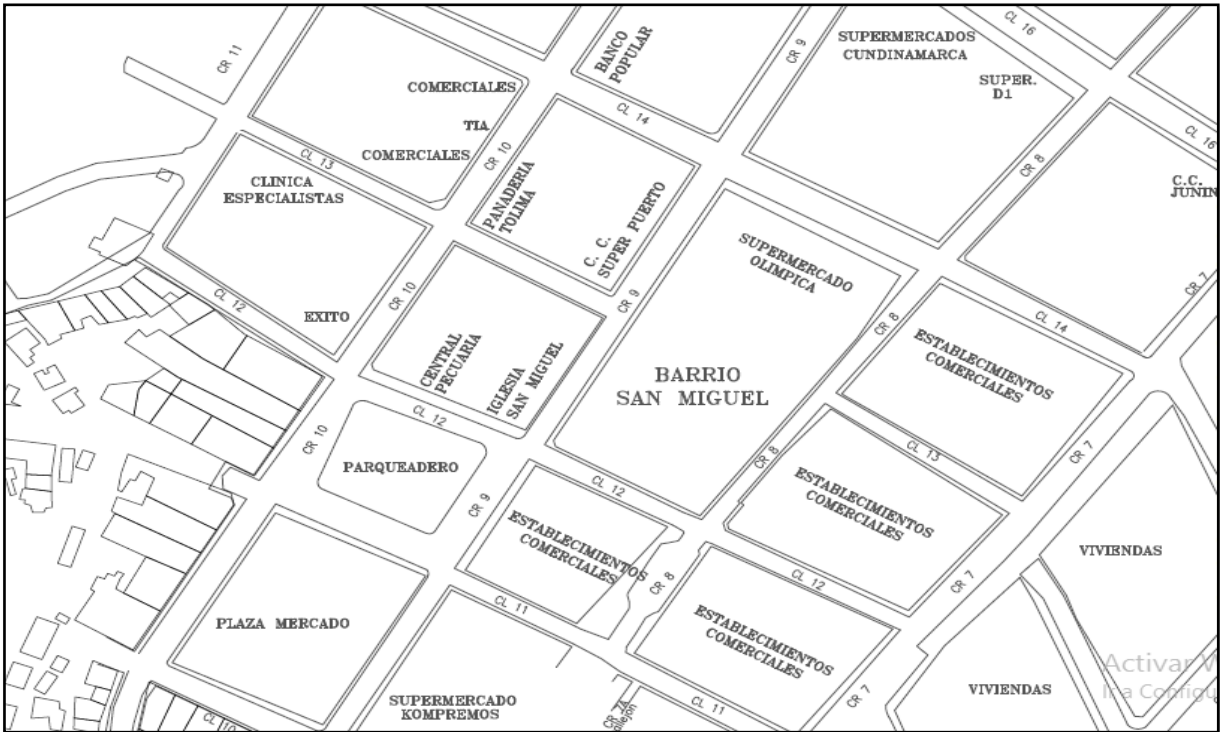 CL 16
CR 11
BANCO
POPULAR
CR 9
SUPERMERCADOS
CUNDINAMARCA
SUPER.
D1
COMERCIALES
TIA
COMERCIALES
CL 14
CL 16
CR 10
CL 13
CR 8
CLINICA
ESPECIALISTAS
PANADERIA
TOLIMA
C. C.
SUPER PUERTO
C.C.
JUNIN
SUPERMERCADO
OLIMPICA
CR 7
CL 12
CR 10
CR 9
EXITO
CR 8
CL 14
CENTRAL
PECUARIA
IGLESIA
SAN MIGUEL
BARRIO
SAN MIGUEL
ESTABLECIMIENTOS
COMERCIALES
CL 12
CR 10
CR 8
CL 13
CR 7
PARQUEADERO
CR 9
CL 12
ESTABLECIMIENTOS
COMERCIALES
ESTABLECIMIENTOS
COMERCIALES
VIVIENDAS
CR 8
CL 12
CR 7
CL 11
PLAZA MERCADO
ESTABLECIMIENTOS
COMERCIALES
VIVIENDAS
SUPERMERCADO
KOMPREMOS
CR 7A
CL 11
CR 7
CL 10
Activar
Ir a